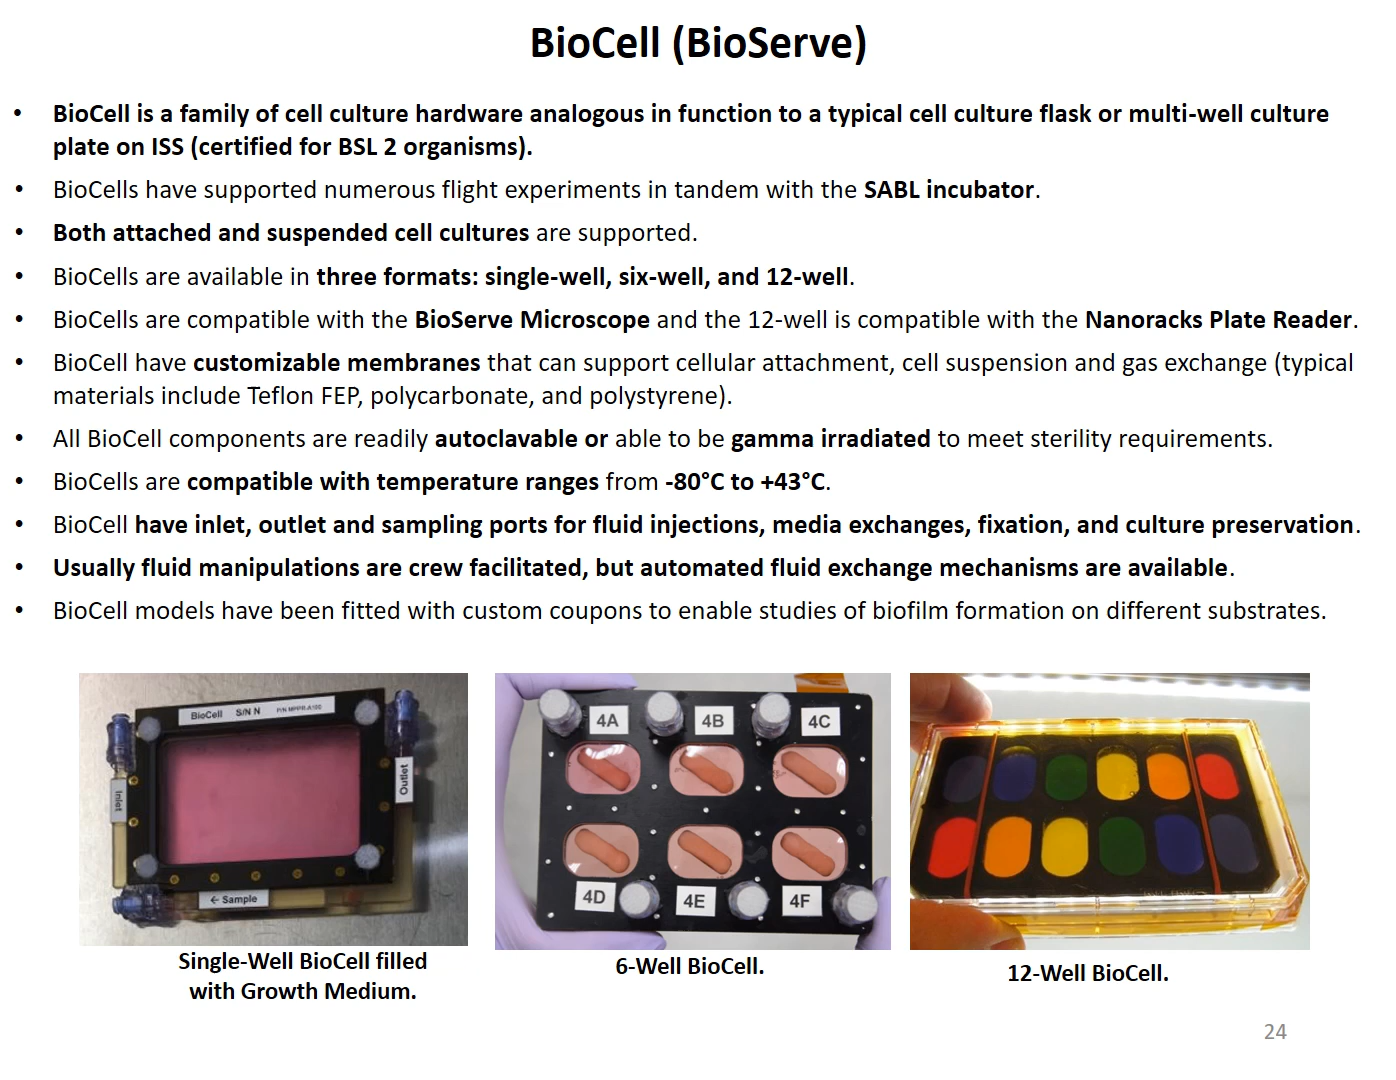 BioCell (BioServe)
• BioCell is a family of cell culture hardware analogous in function to a typical cell culture flask or multi-well culture
plate on ISS (certified for BSL 2 organisms).
• BioCells have supported numerous flight experiments in tandem with the SABL incubator.
• Both attached and suspended cell cultures are supported.
• BioCells are available in three formats: single-well, six-well, and 12-well.
• BioCells are compatible with the BioServe Microscope and the 12-well is compatible with the Nanoracks Plate Reader.
• BioCell have customizable membranes that can support cellular attachment, cell suspension and gas exchange (typical
materials include Teflon FEP, polycarbonate, and polystyrene).
• All BioCell components are readily autoclavable or able to be gamma irradiated to meet sterility requirements.
• BioCells are compatible with temperature ranges from -80°C to +43°C.
• BioCell have inlet, outlet and sampling ports for fluid injections, media exchanges, fixation, and culture preservation.
• Usually fluid manipulations are crew facilitated, but automated fluid exchange mechanisms are available.
• BioCell models have been fitted with custom coupons to enable studies of biofilm formation on different substrates.
BioCell S/N N P/N
Inlet
Outlet
← Sample
4A 4B 4C
4D 4E 4F
Single-Well BioCell filled
with Growth Medium.
6-Well BioCell.
12-Well BioCell.
24